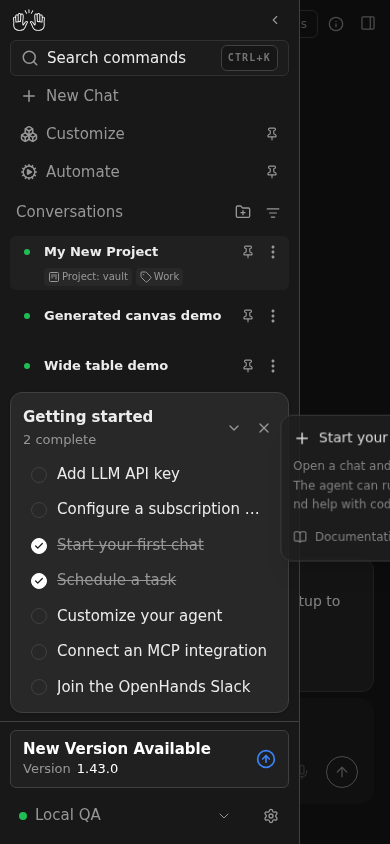 s
Search commands
CTRL+K
New Chat
Customize
Automate
Conversations
My New Project
Project: vault
Work
Generated canvas demo
Wide table demo
Getting started
2 complete
Add LLM API key
Configure a subscription ...
Start your first chat
Schedule a task
Customize your agent
Connect an MCP integration
Join the OpenHands Slack
Start your
Open a chat and
The agent can ru
nd help with cod
Documentati
tup to
New Version Available
Version 1.43.0
Local QA